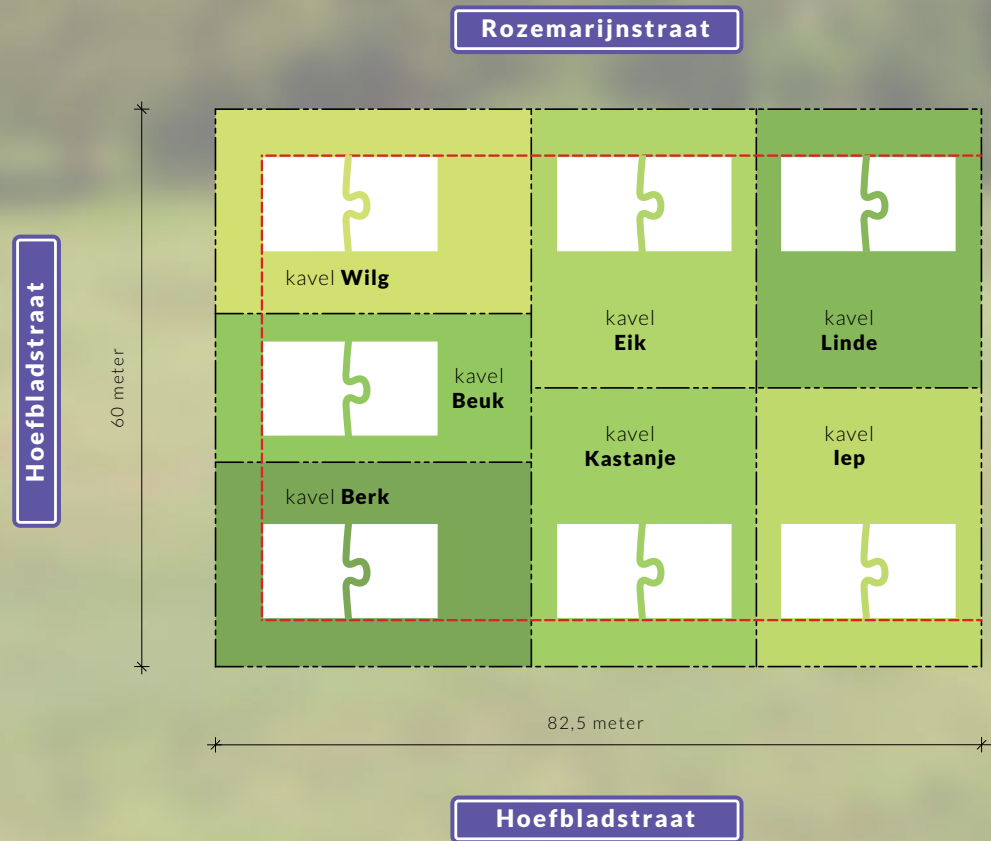 Rozemarijnstraat
Hoefbladstraat
60 meter
kavel Wilg
kavel
Eik
kavel
Linde
kavel
Beuk
kavel
Kastanje
kavel
Iep
kavel Berk
82,5 meter
Hoefbladstraat